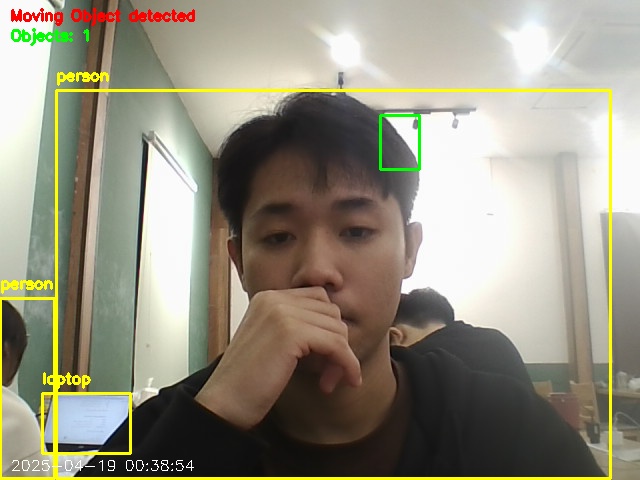 Moving Object detected
Objects: 1
person
person
laptop
2025-04-19 00:38:54